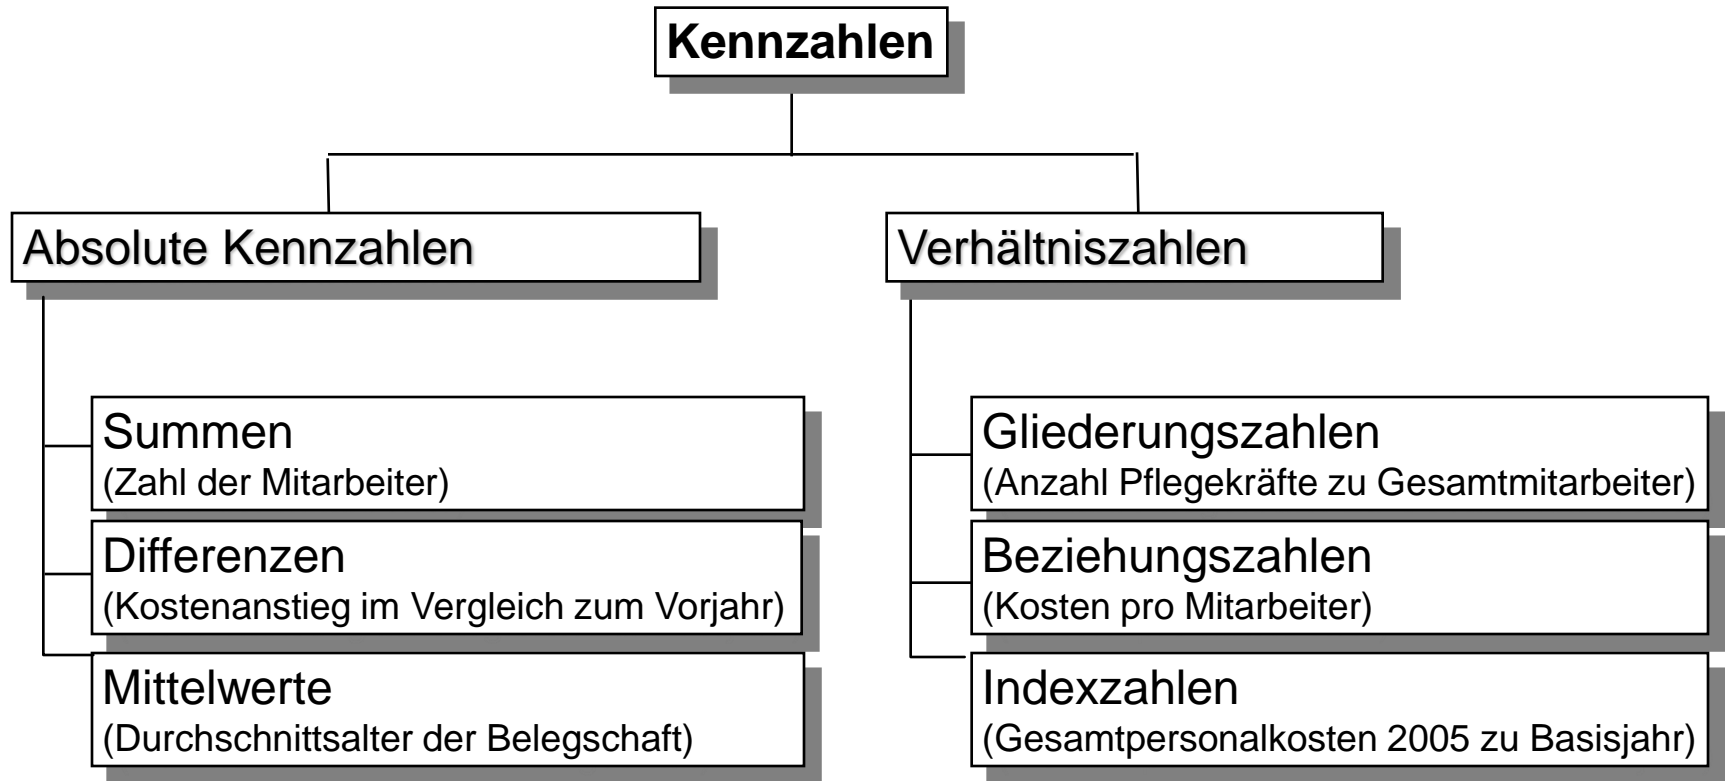 Kennzahlen
Absolute Kennzahlen
Summen
(Zahl der Mitarbeiter)
Differenzen
(Kostenanstieg im Vergleich zum Vorjahr)
Mittelwerte
(Durchschnittsalter der Belegschaft)
Verhältniszahlen
Gliederungszahlen
(Anzahl Pflegekräfte zu Gesamtmitarbeiter)
Beziehungszahlen
(Kosten pro Mitarbeiter)
Indexzahlen
(Gesamtpersonalkosten 2005 zu Basisjahr)